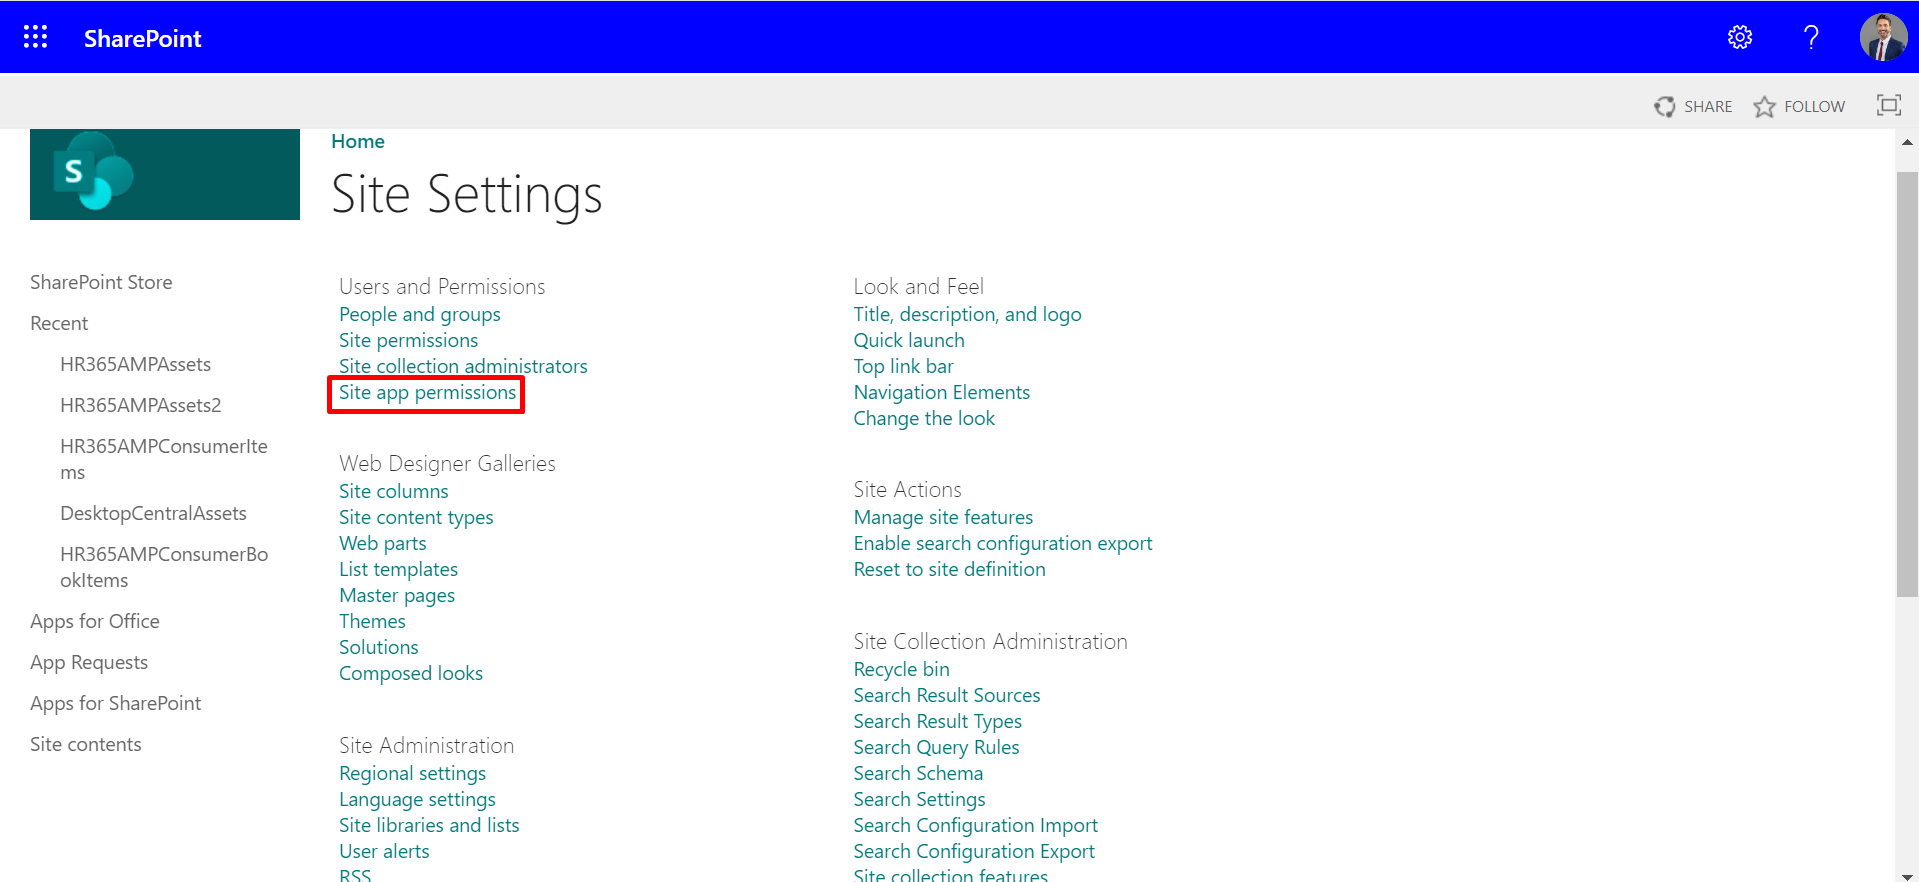 SharePoint
SHARE
FOLLOW
S
Home
Site Settings
SharePoint Store
Recent
HR365AMPAssets
HR365AMPAssets2
HR365AMPConsumerIte
ms
DesktopCentralAssets
HR365AMPConsumerBo
okItems
Apps for Office
App Requests
Apps for SharePoint
Site contents
Users and Permissions
People and groups
Site permissions
Site collection administrators
Site app permissions
Web Designer Galleries
Site columns
Site content types
Web parts
List templates
Master pages
Themes
Solutions
Composed looks
Site Administration
Regional settings
Language settings
Site libraries and lists
User alerts
RSS
Look and Feel
Title, description, and logo
Quick launch
Top link bar
Navigation Elements
Change the look
Site Actions
Manage site features
Enable search configuration export
Reset to site definition
Site Collection Administration
Recycle bin
Search Result Sources
Search Result Types
Search Query Rules
Search Schema
Search Settings
Search Configuration Import
Search Configuration Export
Site collection features